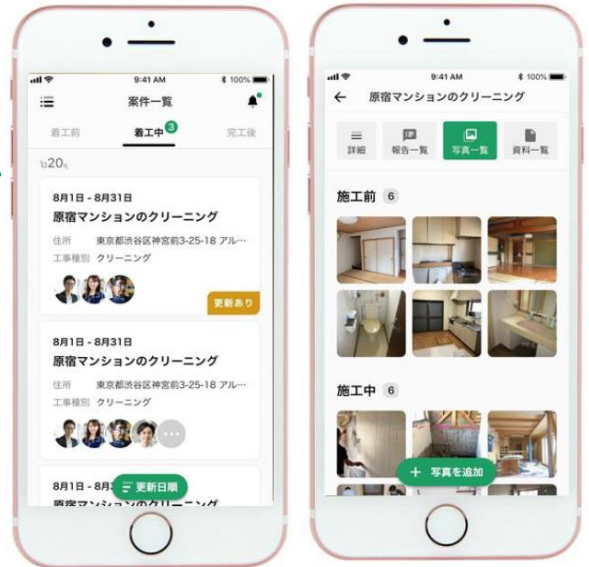 9:41 AM
100%
案件一覧
着工前
着工中
3
完工後
8月1日 - 8月31日
原宿マンションのクリーニング
住所 東京都渋谷区神宮前3-25-18 アル…
工事種別 クリーニング
更新あり
8月1日 - 8月31日
原宿マンションのクリーニング
住所 東京都渋谷区神宮前3-25-18 アル…
工事種別 クリーニング
8月1日 - 8月
更新日順
9:41 AM
100%
原宿マンションのクリーニング
詳細
報告一覧
写真一覧
資料一覧
施工前 6
施工中 6
+ 写真を追加